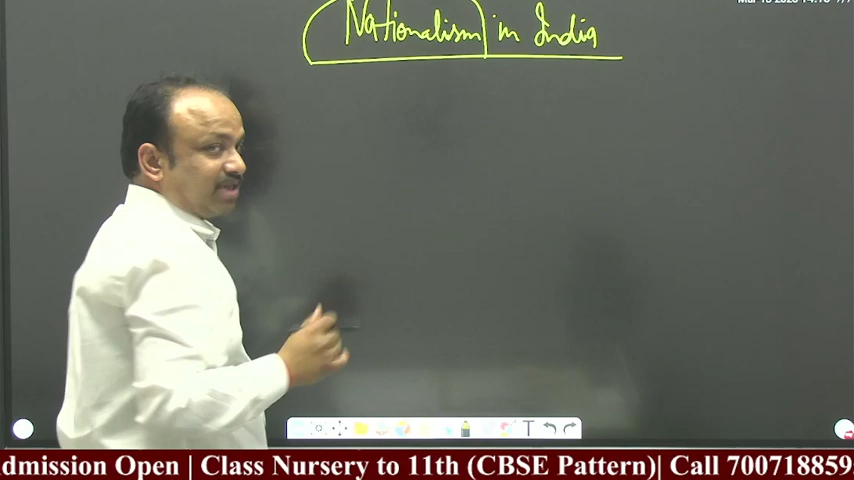 Nationalism in India
T
dmission Open | Class Nursery to 11th (CBSE Pattern)| Call 700718859